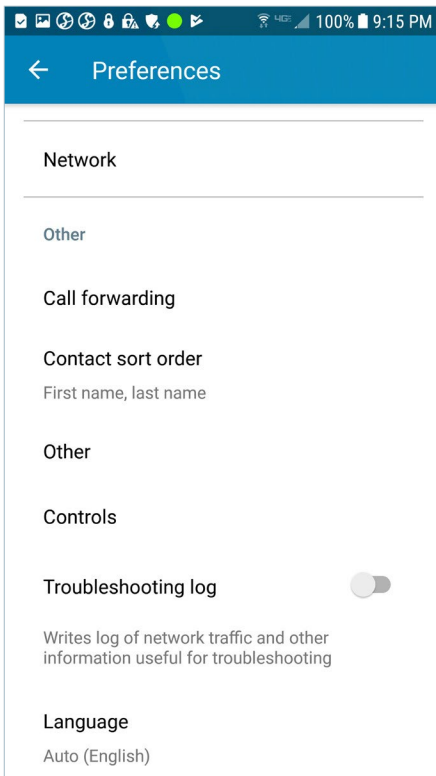 4GE 100% 9:15 PM
Preferences
Network
Other
Call forwarding
Contact sort order
First name, last name
Other
Controls
Troubleshooting log
Writes log of network traffic and other
information useful for troubleshooting
Language
Auto (English)